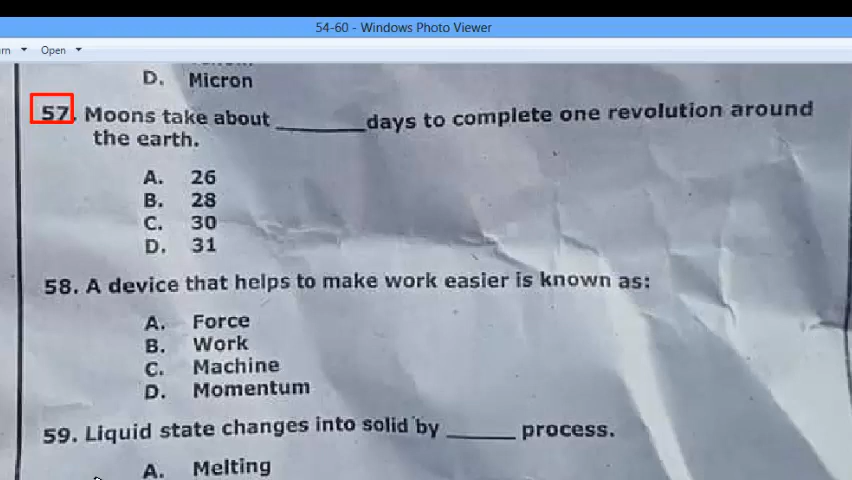 54-60 - Windows Photo Viewer
Open
D. Micron
57. Moons take about ______ days to complete one revolution around
the earth.
A. 26
B. 28
C. 30
D. 31
58. A device that helps to make work easier is known as:
A. Force
B. Work
C. Machine
D. Momentum
59. Liquid state changes into solid by _____ process.
A. Melting